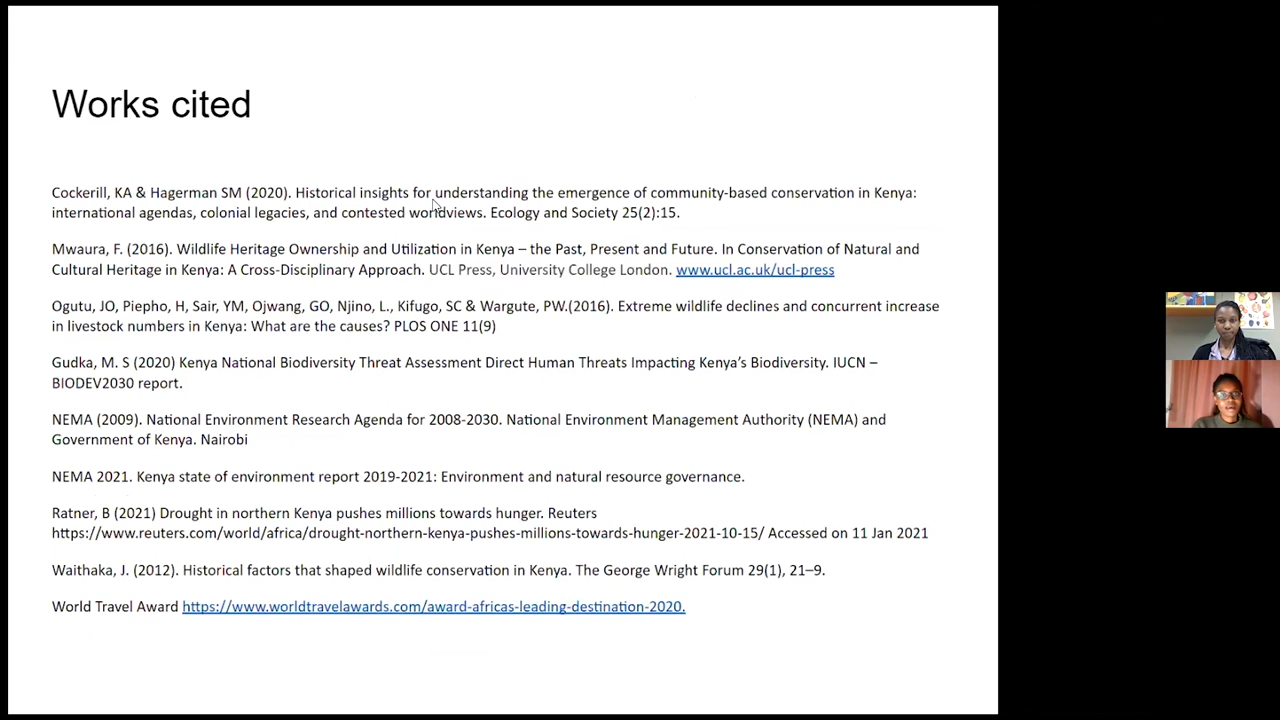 Works cited
Cockerill, KA & Hagerman SM (2020). Historical insights for understanding the emergence of community-based conservation in Kenya:
international agendas, colonial legacies, and contested worldviews. Ecology and Society 25(2):15.
Mwaura, F. (2016). Wildlife Heritage Ownership and Utilization in Kenya – the Past, Present and Future. In Conservation of Natural and
Cultural Heritage in Kenya: A Cross-Disciplinary Approach. UCL Press, University College London. www.ucl.ac.uk/ucl-press
Ogutu, JO, Piepho, H, Sair, YM, Ojwang, GO, Njino, L., Kifugo, SC & Wargute, PW.(2016). Extreme wildlife declines and concurrent increase
in livestock numbers in Kenya: What are the causes? PLOS ONE 11(9)
Gudka, M. S (2020) Kenya National Biodiversity Threat Assessment Direct Human Threats Impacting Kenya’s Biodiversity. IUCN –
BIODEV2030 report.
NEMA (2009). National Environment Research Agenda for 2008-2030. National Environment Management Authority (NEMA) and
Government of Kenya. Nairobi
NEMA 2021. Kenya state of environment report 2019-2021: Environment and natural resource governance.
Ratner, B (2021) Drought in northern Kenya pushes millions towards hunger. Reuters
https://www.reuters.com/world/africa/drought-northern-kenya-pushes-millions-towards-hunger-2021-10-15/ Accessed on 11 Jan 2021
Waithaka, J. (2012). Historical factors that shaped wildlife conservation in Kenya. The George Wright Forum 29(1), 21–9.
World Travel Award https://www.worldtravelawards.com/award-africas-leading-destination-2020.